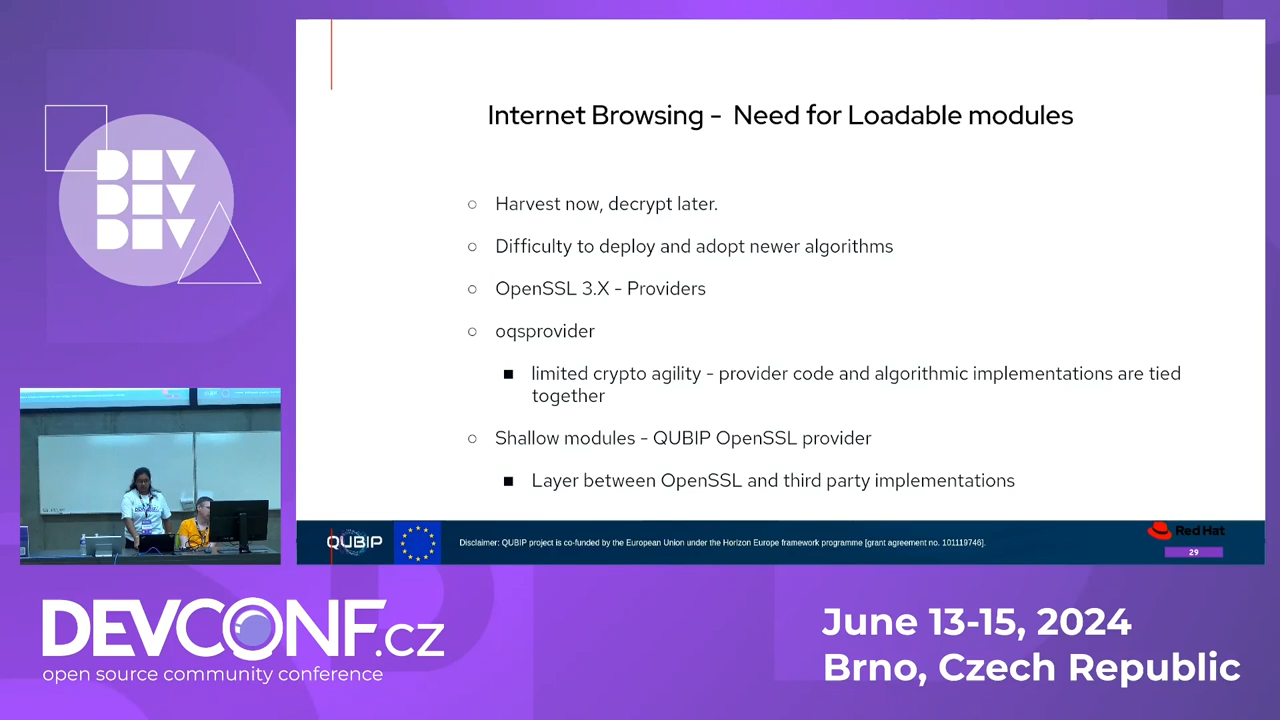 DEV
DEV
DEV
Internet Browsing - Need for Loadable modules
○ Harvest now, decrypt later.
○ Difficulty to deploy and adopt newer algorithms
○ OpenSSL 3.X - Providers
○ oqsprovider
■ limited crypto agility - provider code and algorithmic implementations are tied
together
○ Shallow modules - QUBIP OpenSSL provider
■ Layer between OpenSSL and third party implementations
QUBIP
Disclaimer: QUBIP project is co-funded by the European Union under the Horizon Europe framework programme [grant agreement no. 101119746].
Red Hat
29
DEVCONF.cz
open source community conference
June 13-15, 2024
Brno, Czech Republic